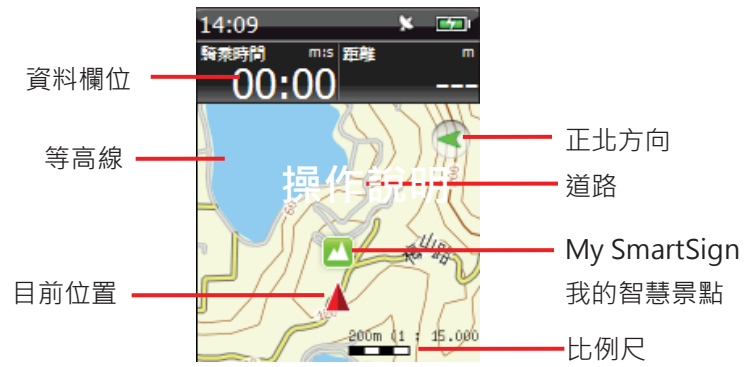 14:09
騎乘時間 m:s 距離 m
00:00 ---
資料欄位
等高線
正北方向
操作說明
道路
My SmartSign
我的智慧景點
目前位置
200m (1 : 15.000
比例尺